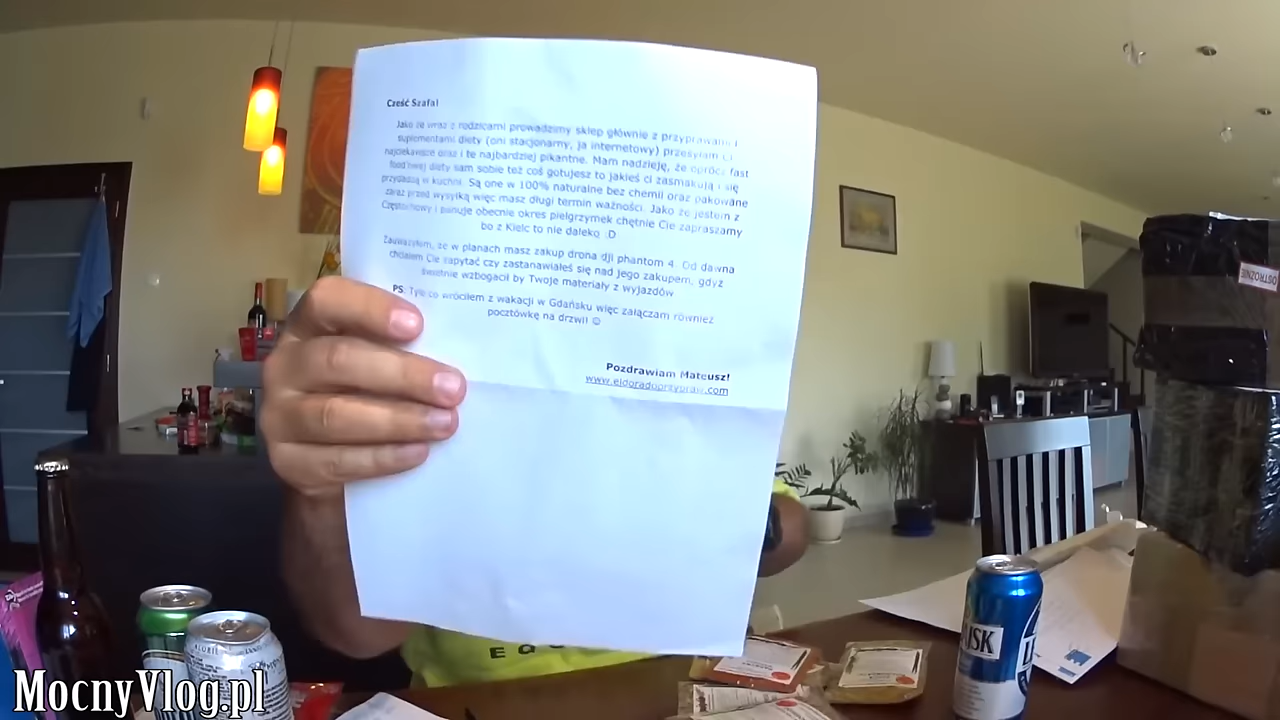 Cześć Szafa!
Jako że wraz z rodzicami prowadzimy sklep głównie z przyprawami i
suplementami diety (oni stacjonarny, ja internetowy) przesyłam Ci
najciekawsze oraz i te najbardziej pikantne. Mam nadzieję, że oprócz fast
food'owej diety sam sobie też coś gotujesz to jakieś ci zasmakują i się
przydadzą w kuchni. Są one w 100% naturalne bez chemii oraz pakowane
zaraz przed wysyłką więc masz długi termin ważności. Jako że jestem z
Częstochowy i panuje obecnie okres pielgrzymek chętnie Cie zapraszamy
bo z Kielc to nie daleko :D
Zauważyłem, że w planach masz zakup drona dji phantom 4. Od dawna
chciałem Cie zapytać czy zastanawiałeś się nad jego zakupem, gdyż
świetnie wzbogacił by Twoje materiały z wyjazdów
PS. Tylko co wróciłem z wakacji w Gdańsku więc załączam również
pocztówkę na drzwi! ☺
Pozdrawiam Mateusz!
www.eldoradoprzypraw.com
OSTROŻNIE
MocnyVlog.pl